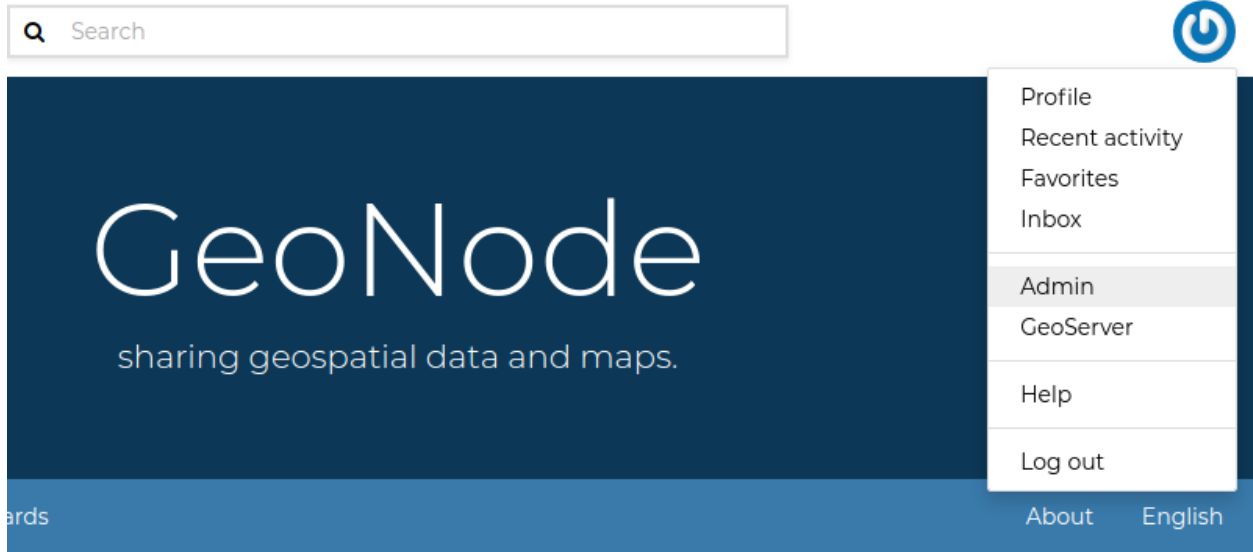 Search
Profile
Recent activity
Favorites
Inbox
GeoNode
Admin
GeoServer
sharing geospatial data and maps.
Help
Log out
ards
About
English